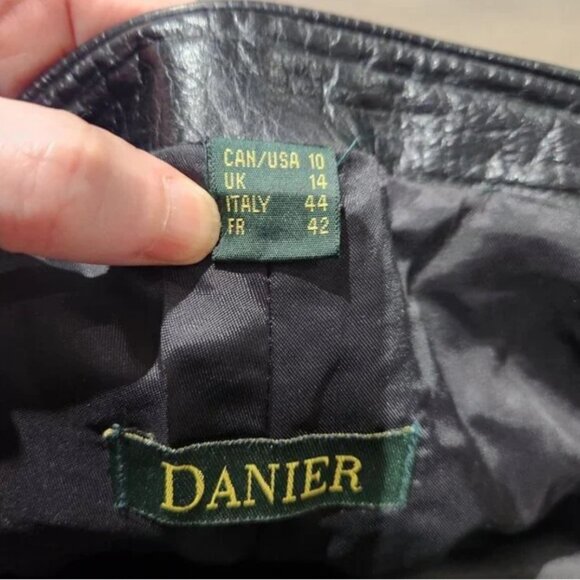 CAN/USA 10
UK 14
ITALY 44
FR 42
DANIER